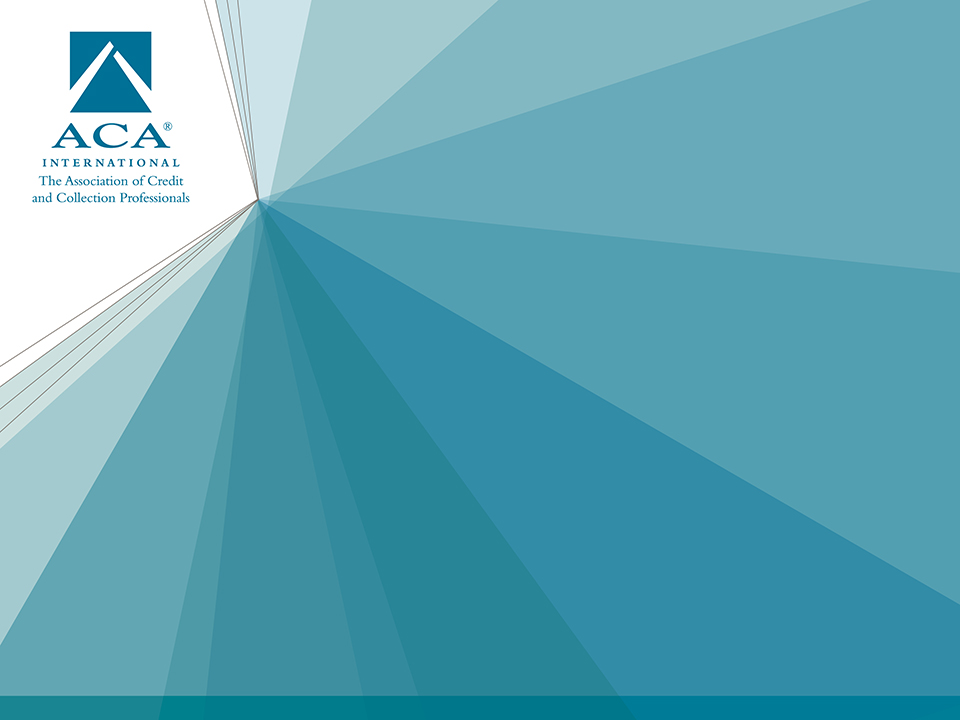 ACA®
INTERNATIONAL
The Association of Credit
and Collection Professionals